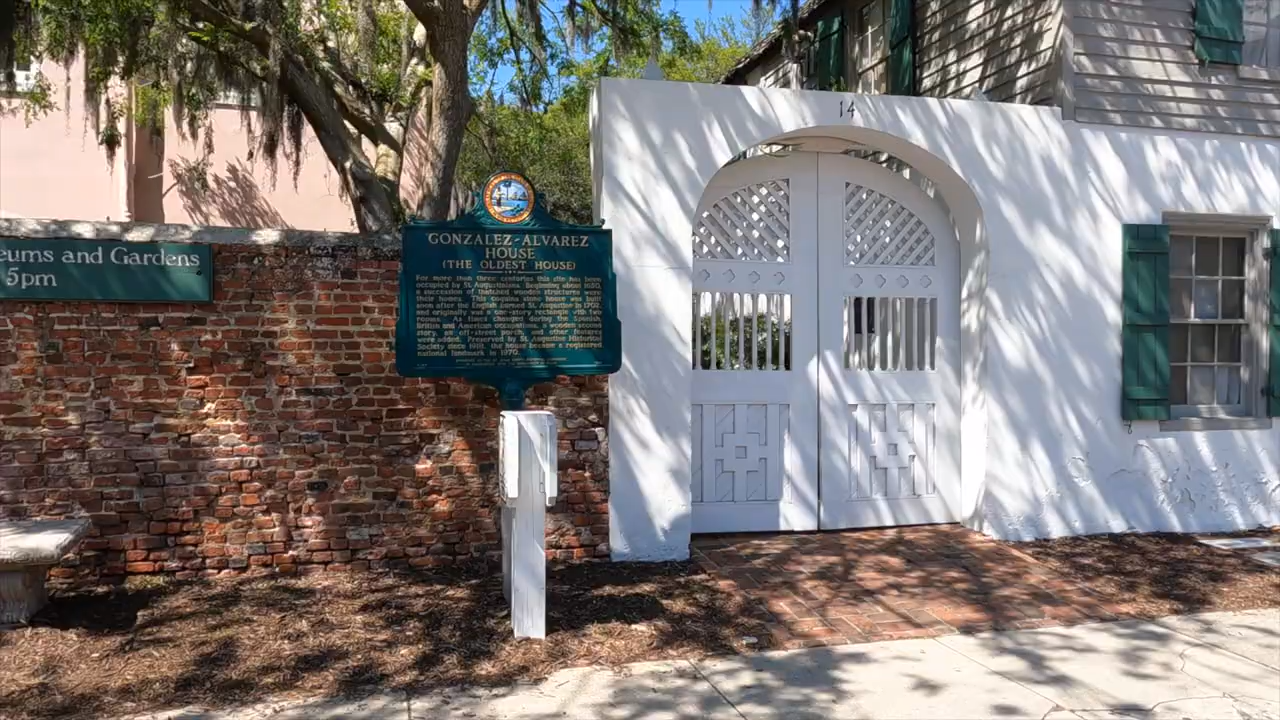 14
eums and Gardens
5pm
GONZALEZ-ALVAREZ
HOUSE
(THE OLDEST HOUSE)
For more than three centuries this site has been
occupied by St. Augustinians. Beginning about 1650,
a succession of thatched wooden structures were
their homes. This coquina stone house was built
soon after the English burned St. Augustine in 1702,
and originally was a one-story rectangle with two
rooms. As times changed during the Spanish,
British and American occupations, a wooden second
story, an off-street porch, and other features
were added. Preserved by St. Augustine Historical
Society since 1918, the house became a registered
national landmark in 1970.